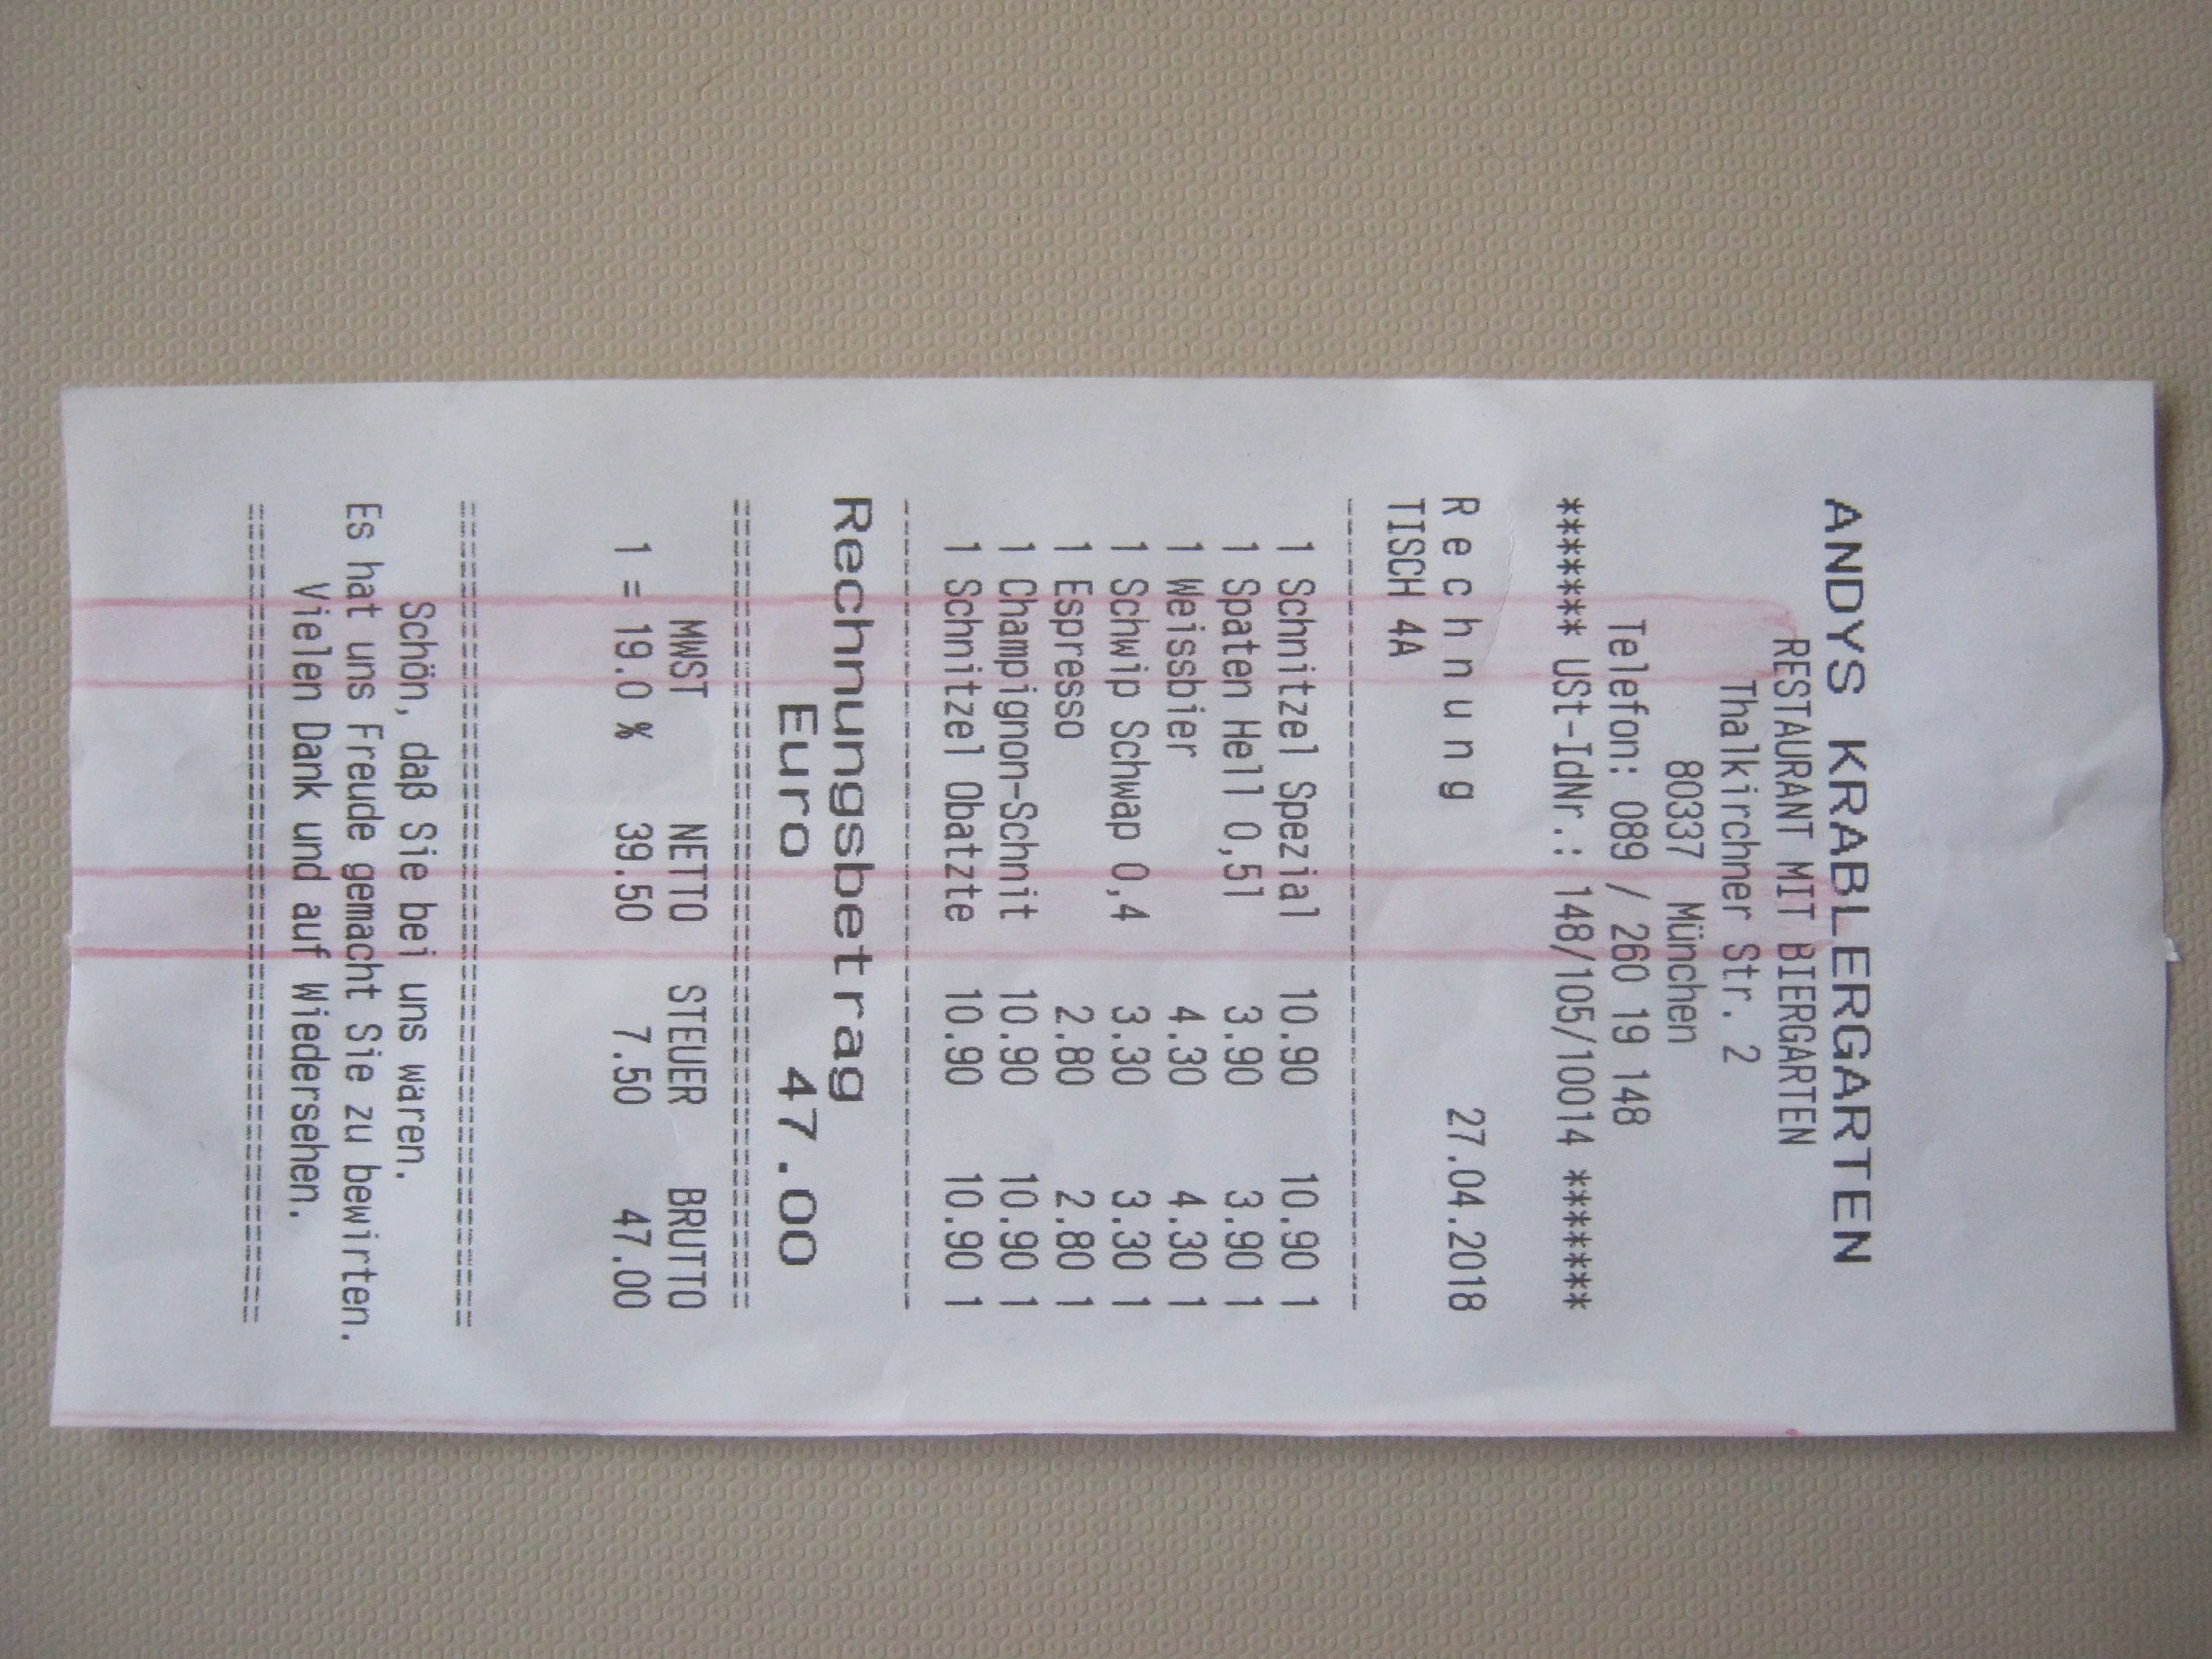 ANDYS KRABLERGARTEN
RESTAURANT MIT BIERGARTEN
Thalkirchner Str. 2
80337 München
Telefon: 089 / 260 19 148
******* USt-IdNr.: 148/105/10014 *******
Rechnung 27.04.2018
TISCH 4A
1 Schnitzel Spezial 10.90 10.90 1
1 Spaten Hell 0,5l 3.90 3.90 1
1 Weissbier 4.30 4.30 1
1 Schwip Schwap 0,4 3.30 3.30 1
1 Espresso 2.80 2.80 1
1 Champignon-Schnit 10.90 10.90 1
1 Schnitzel Obatzte 10.90 10.90 1
Rechnungsbetrag
Euro 47.00
MWST NETTO STEUER BRUTTO
1 = 19.0 % 39.50 7.50 47.00
Schön, daß Sie bei uns waren.
Es hat uns Freude gemacht Sie zu bewirten.
Vielen Dank und auf Wiedersehen.